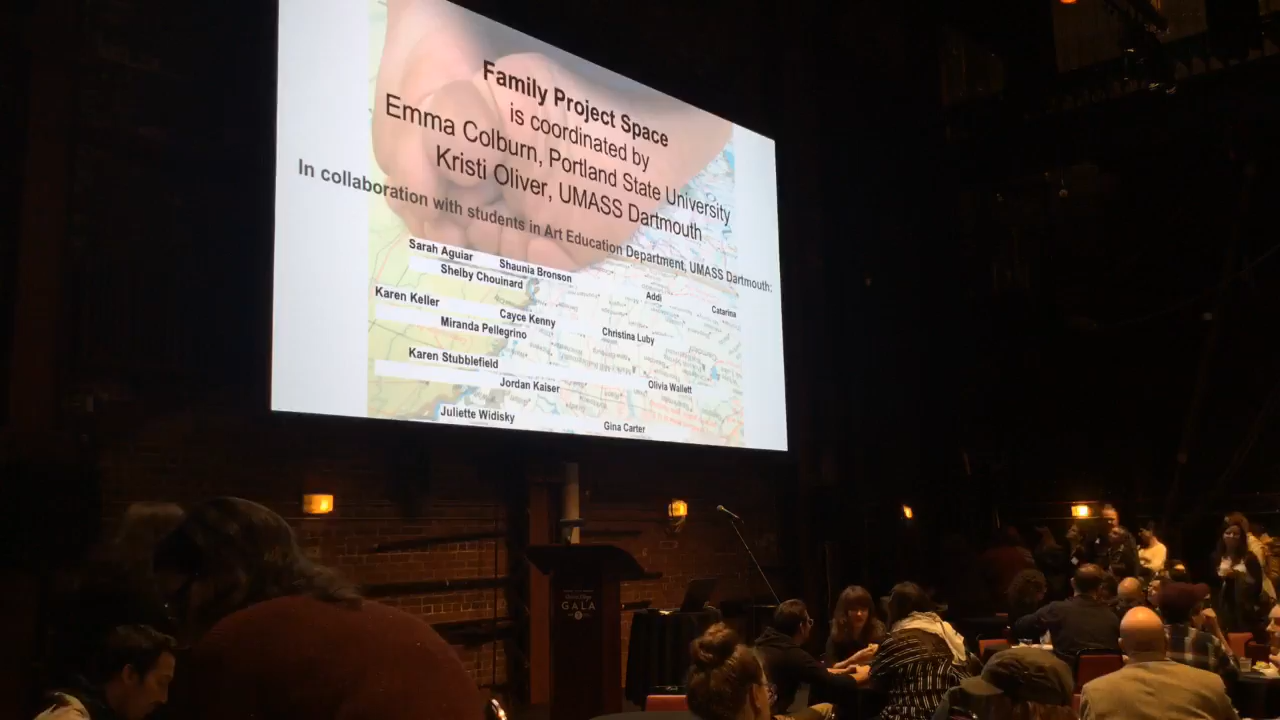 Family Project Space
is coordinated by
Emma Colburn, Portland State University
Kristi Oliver, UMASS Dartmouth
In collaboration with students in Art Education Department, UMASS Dartmouth:
Sarah Aguiar
Shaunia Bronson
Shelby Chouinard
Addi
Catarina
Karen Keller
Cayce Kenny
Miranda Pellegrino
Christina Luby
Karen Stubblefield
Jordan Kaiser
Olivia Wallett
Juliette Widisky
Gina Carter
GALA